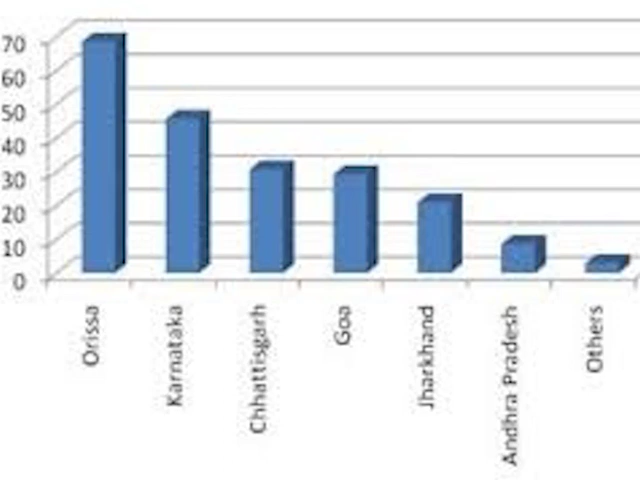 70
60
50
40
30
20
10
0
Orissa
Karnataka
Chhattisgarh
Goa
Jharkhand
Andhra Pradesh
Others